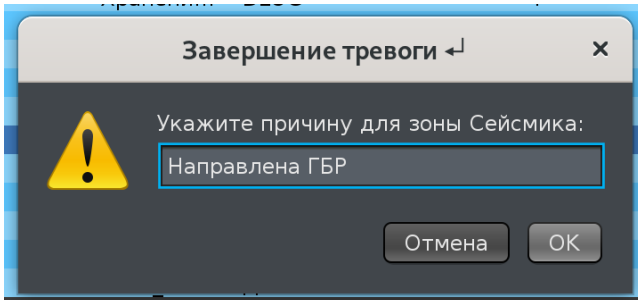 Завершение тревоги ↵
Укажите причину для зоны Сейсмика:
Направлена ГБР
Отмена
OK